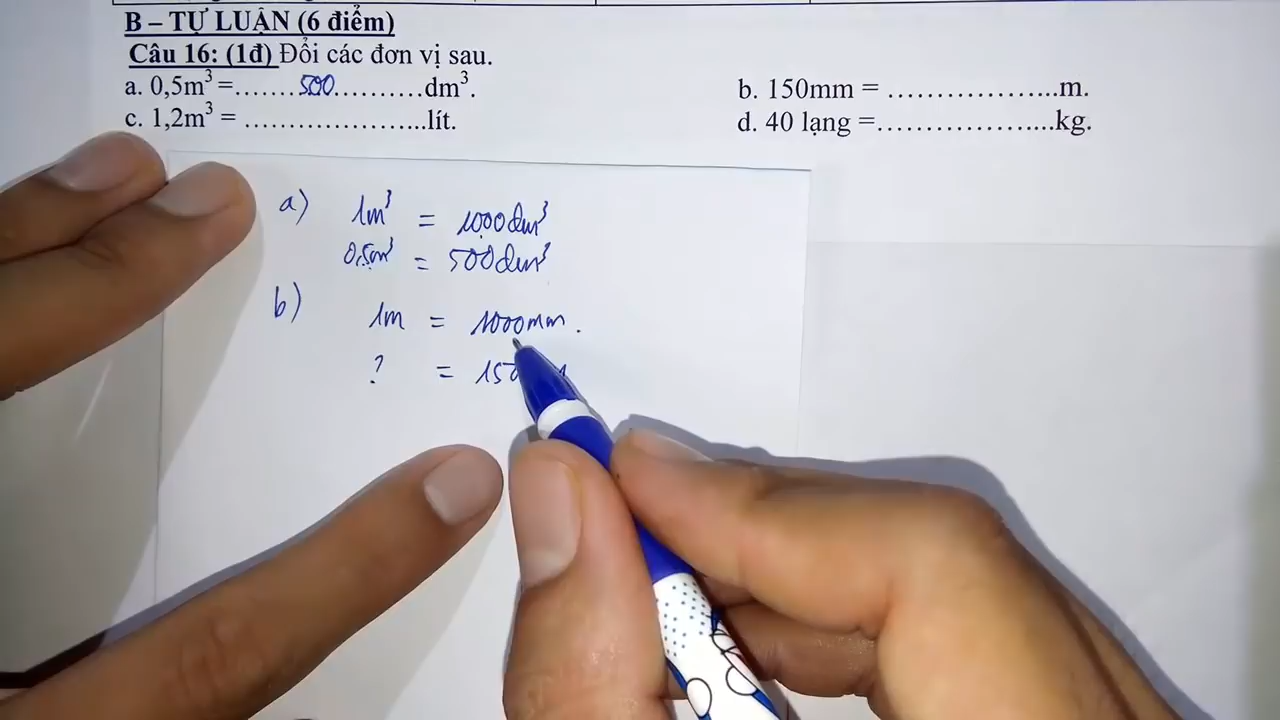 B – TỰ LUẬN (6 điểm)
Câu 16: (1đ) Đổi các đơn vị sau.
a. 0,5m³ =.......500..........dm³.
b. 150mm = ....................m.
c. 1,2m³ = .....................lít.
d. 40 lạng =....................kg.
a) 1m³ = 1000dm³
0,5m³ = 500dm³
b) 1m = 1000mm.
? =